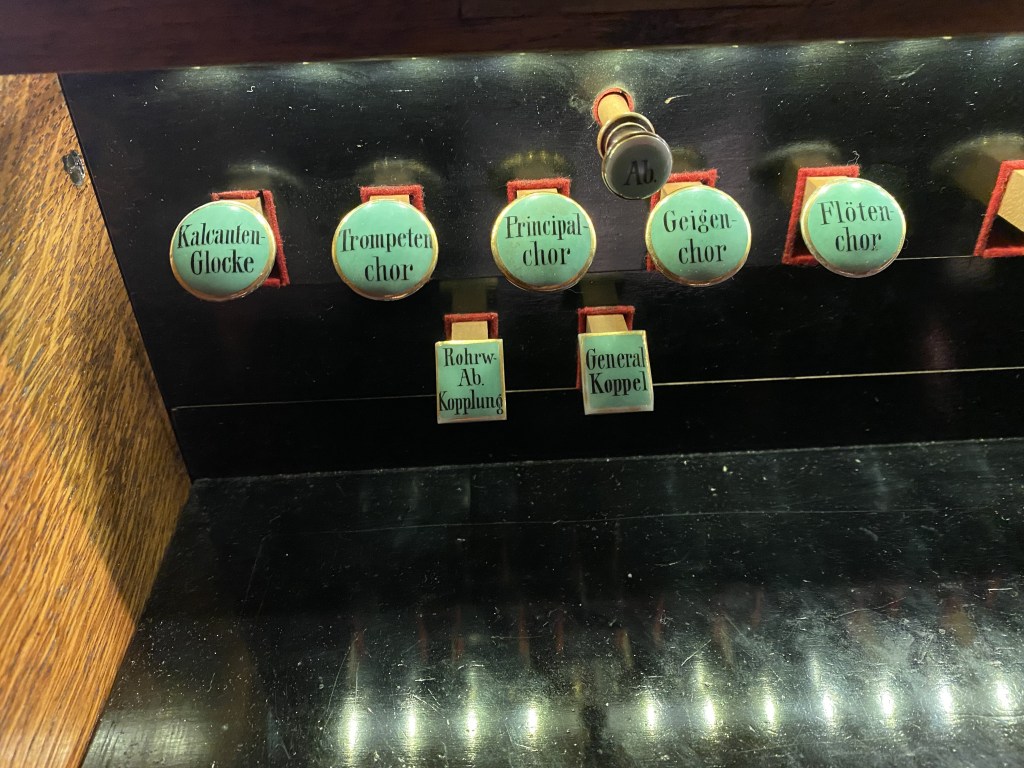 Ab.
Kalcanten-
Glocke
Trompeten
chor
Principal-
chor
Geigen-
chor
Flöten-
chor
Rohrw-
Ab.
Kopplung
General
Koppel